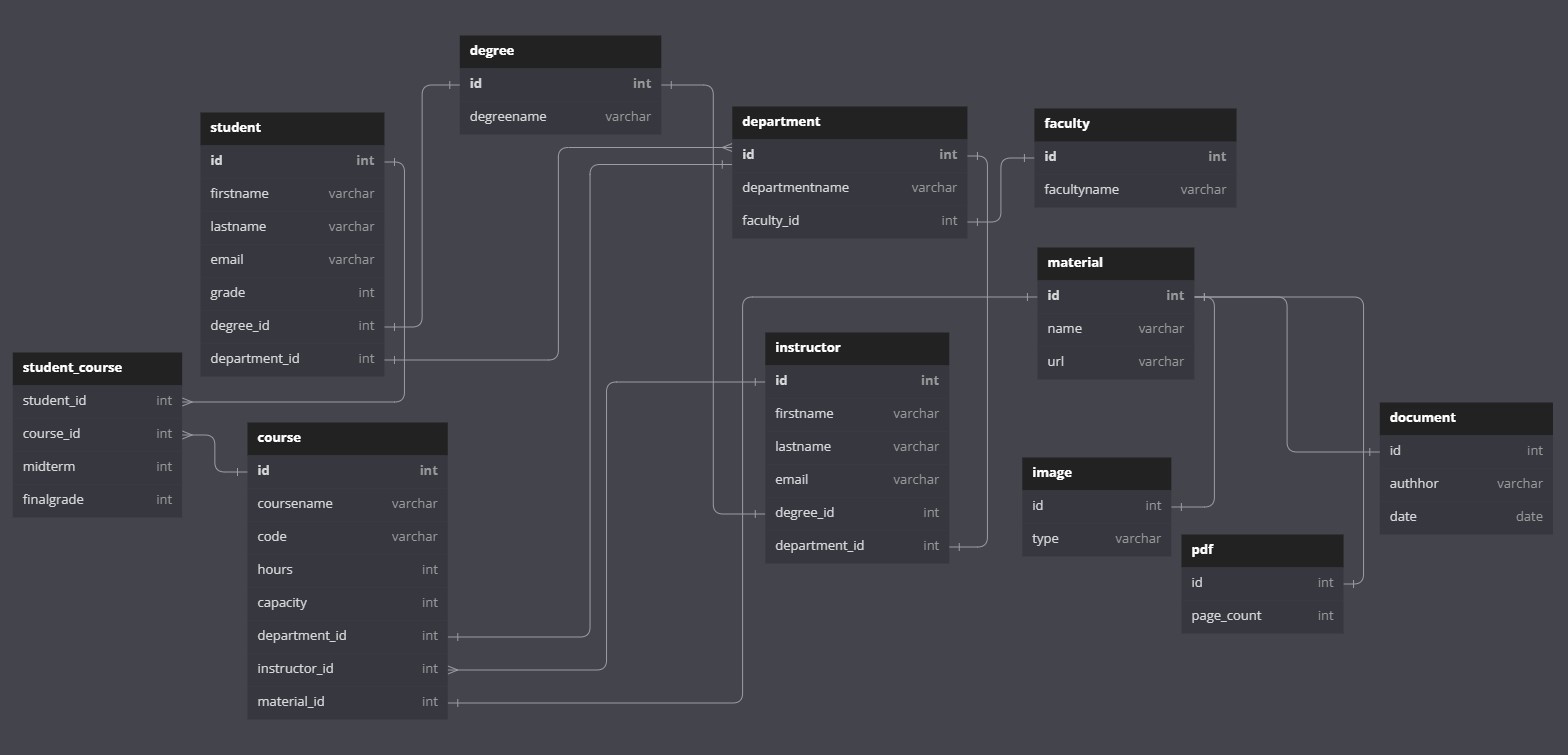 degree
id int
degreename varchar
student
id int
firstname varchar
lastname varchar
email varchar
grade int
degree_id int
department_id int
department
id int
departmentname varchar
faculty_id int
faculty
id int
facultyname varchar
material
id int
name varchar
url varchar
instructor
id int
firstname varchar
lastname varchar
email varchar
degree_id int
department_id int
student_course
student_id int
course_id int
midterm int
finalgrade int
course
id int
coursename varchar
code varchar
hours int
capacity int
department_id int
instructor_id int
material_id int
document
id int
authhor varchar
date date
image
id int
type varchar
pdf
id int
page_count int